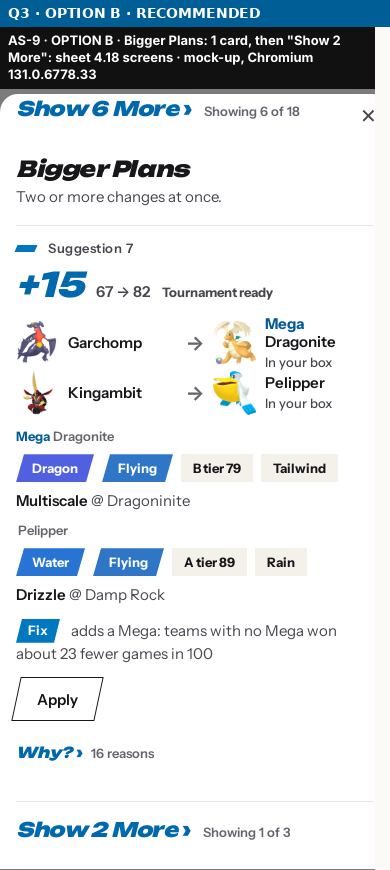 Q3 · OPTION B · RECOMMENDED
AS-9 · OPTION B · Bigger Plans: 1 card, then "Show 2
More": sheet 4.18 screens · mock-up, Chromium
131.0.6778.33
Show 6 More › Showing 6 of 18 ✕
Bigger Plans
Two or more changes at once.
Suggestion 7
+15 67 → 82 Tournament ready
Garchomp → Mega
Dragonite
In your box
Kingambit → Pelipper
In your box
Mega Dragonite
Dragon Flying B tier 79 Tailwind
Multiscale @ Dragoninite
Pelipper
Water Flying A tier 89 Rain
Drizzle @ Damp Rock
Fix adds a Mega: teams with no Mega won
about 23 fewer games in 100
Apply
Why? › 16 reasons
Show 2 More › Showing 1 of 3